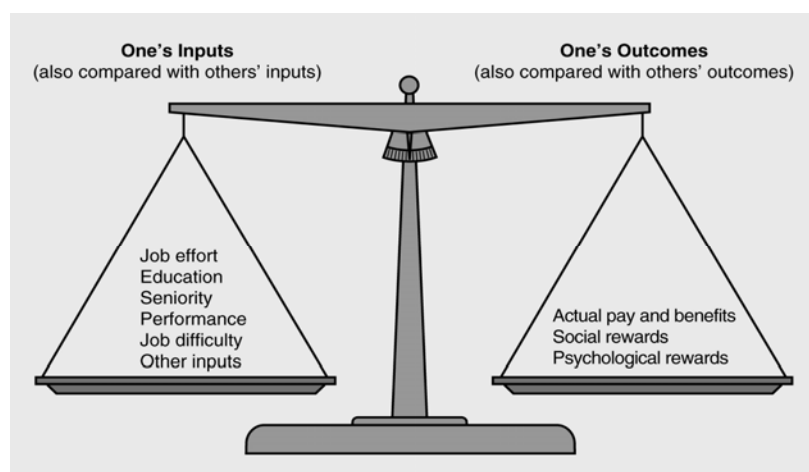 One's Inputs
(also compared with others' inputs)
One's Outcomes
(also compared with others' outcomes)
Job effort
Education
Seniority
Performance
Job difficulty
Other inputs
Actual pay and benefits
Social rewards
Psychological rewards